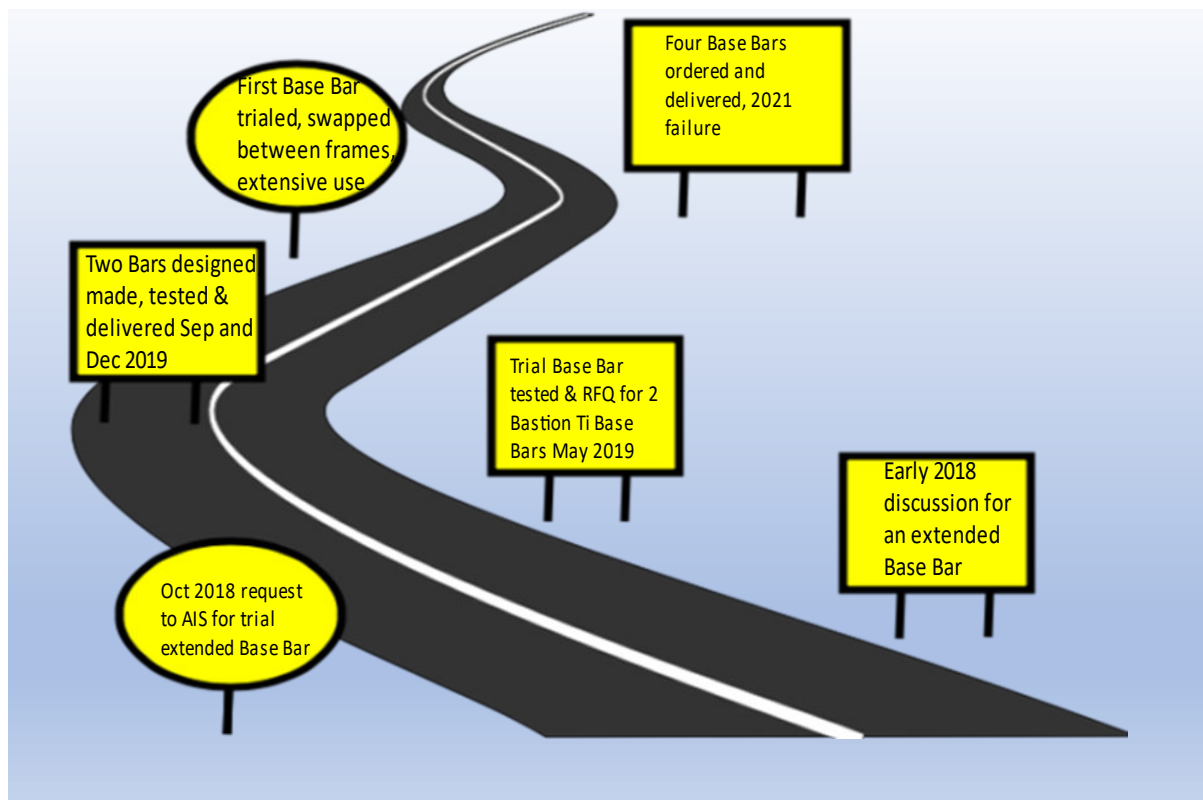 First Base Bar
trialed, swapped
between frames,
extensive use
Four Base Bars
ordered and
delivered, 2021
failure
Two Bars designed
made, tested &
delivered Sep and
Dec 2019
Trial Base Bar
tested & RFQ for 2
Bastion Ti Base
Bars May 2019
Early 2018
discussion for
an extended
Base Bar
Oct 2018 request
to AIS for trial
extended Base Bar